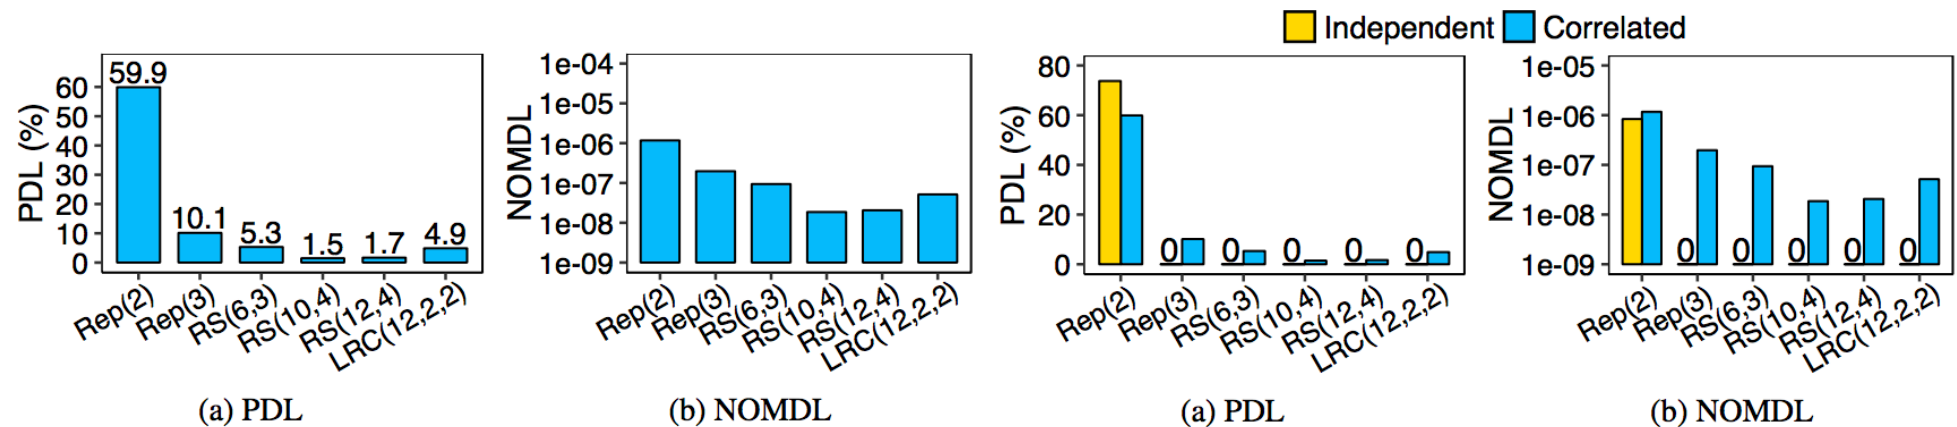 Independent Correlated
PDL (%)
60
50
40
30
20
10
0
59.9
10.1
5.3
1.5
1.7
4.9
Rep(2)
Rep(3)
RS(6,3)
RS(10,4)
RS(12,4)
LRC(12,2,2)
(a) PDL
NOMDL
1e-04
1e-05
1e-06
1e-07
1e-08
1e-09
Rep(2)
Rep(3)
RS(6,3)
RS(10,4)
RS(12,4)
LRC(12,2,2)
(b) NOMDL
PDL (%)
80
60
40
20
0
0
0
0
0
0
Rep(2)
Rep(3)
RS(6,3)
RS(10,4)
RS(12,4)
LRC(12,2,2)
(a) PDL
NOMDL
1e-05
1e-06
1e-07
1e-08
1e-09
0
0
0
0
0
Rep(2)
Rep(3)
RS(6,3)
RS(10,4)
RS(12,4)
LRC(12,2,2)
(b) NOMDL